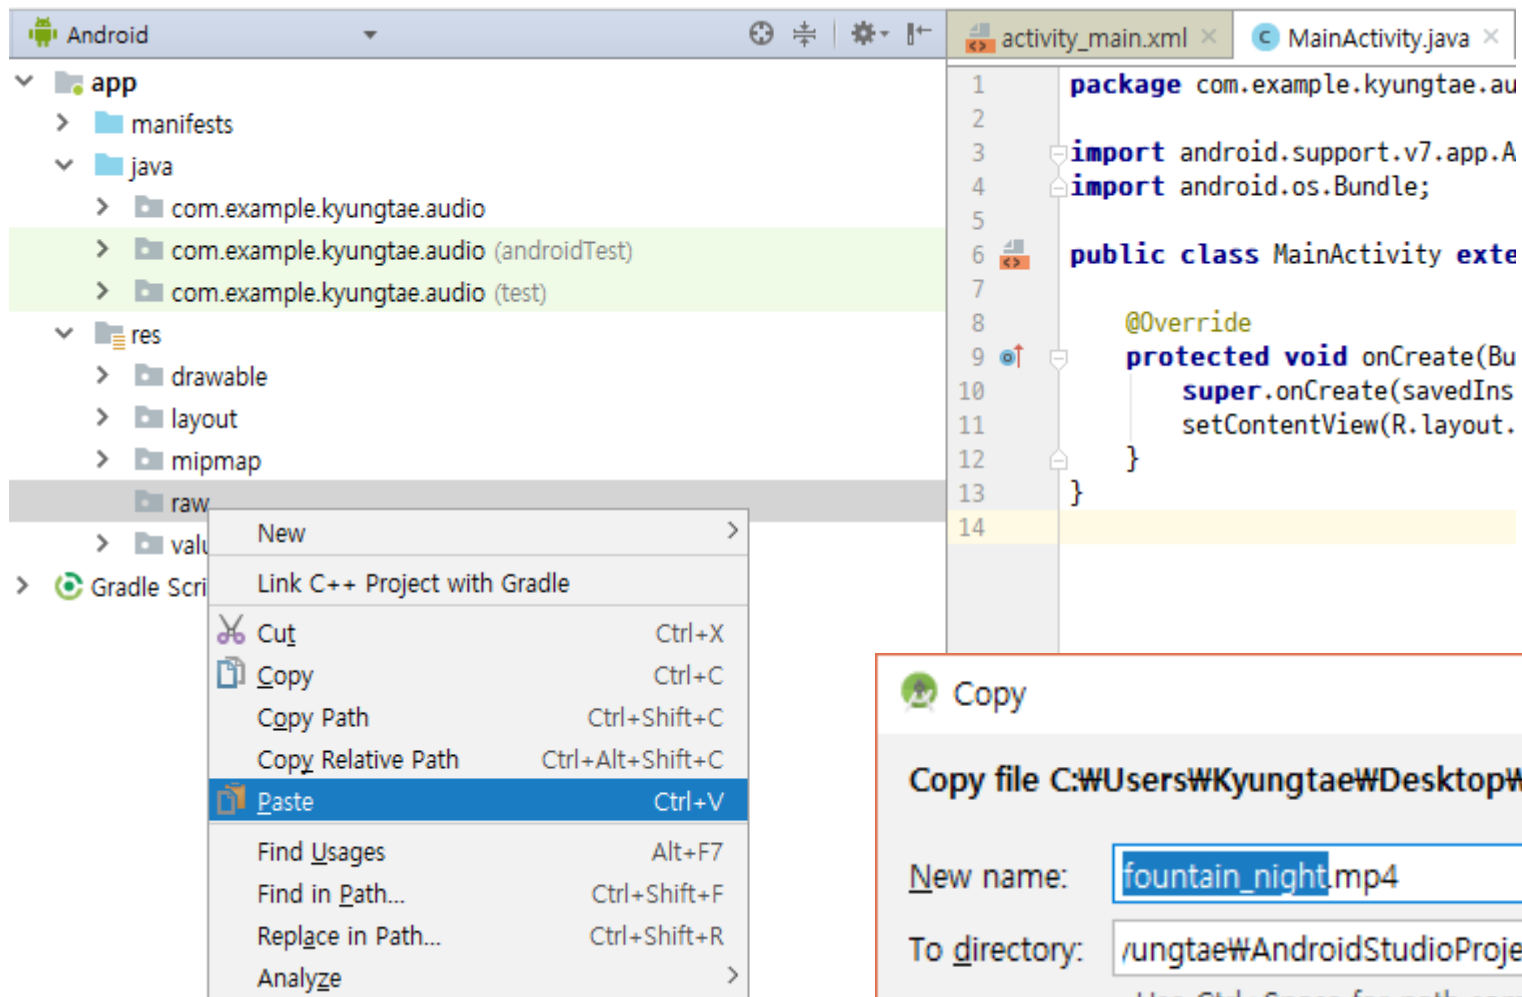 Android
app
manifests
java
com.example.kyungtae.audio
com.example.kyungtae.audio (androidTest)
com.example.kyungtae.audio (test)
res
drawable
layout
mipmap
raw
valu
Gradle Scri
New
Link C++ Project with Gradle
Cut Ctrl+X
Copy Ctrl+C
Copy Path Ctrl+Shift+C
Copy Relative Path Ctrl+Alt+Shift+C
Paste Ctrl+V
Find Usages Alt+F7
Find in Path... Ctrl+Shift+F
Replace in Path... Ctrl+Shift+R
Analyze
activity_main.xml
MainActivity.java
1 package com.example.kyungtae.au
2
3 import android.support.v7.app.A
4 import android.os.Bundle;
5
6 public class MainActivity exte
7
8 @Override
9 protected void onCreate(Bu
10 super.onCreate(savedIns
11 setContentView(R.layout.
12 }
13 }
14
Copy
Copy file C:₩Users₩Kyungtae₩Desktop₩
New name: fountain_night.mp4
To directory: yungtae₩AndroidStudioProje